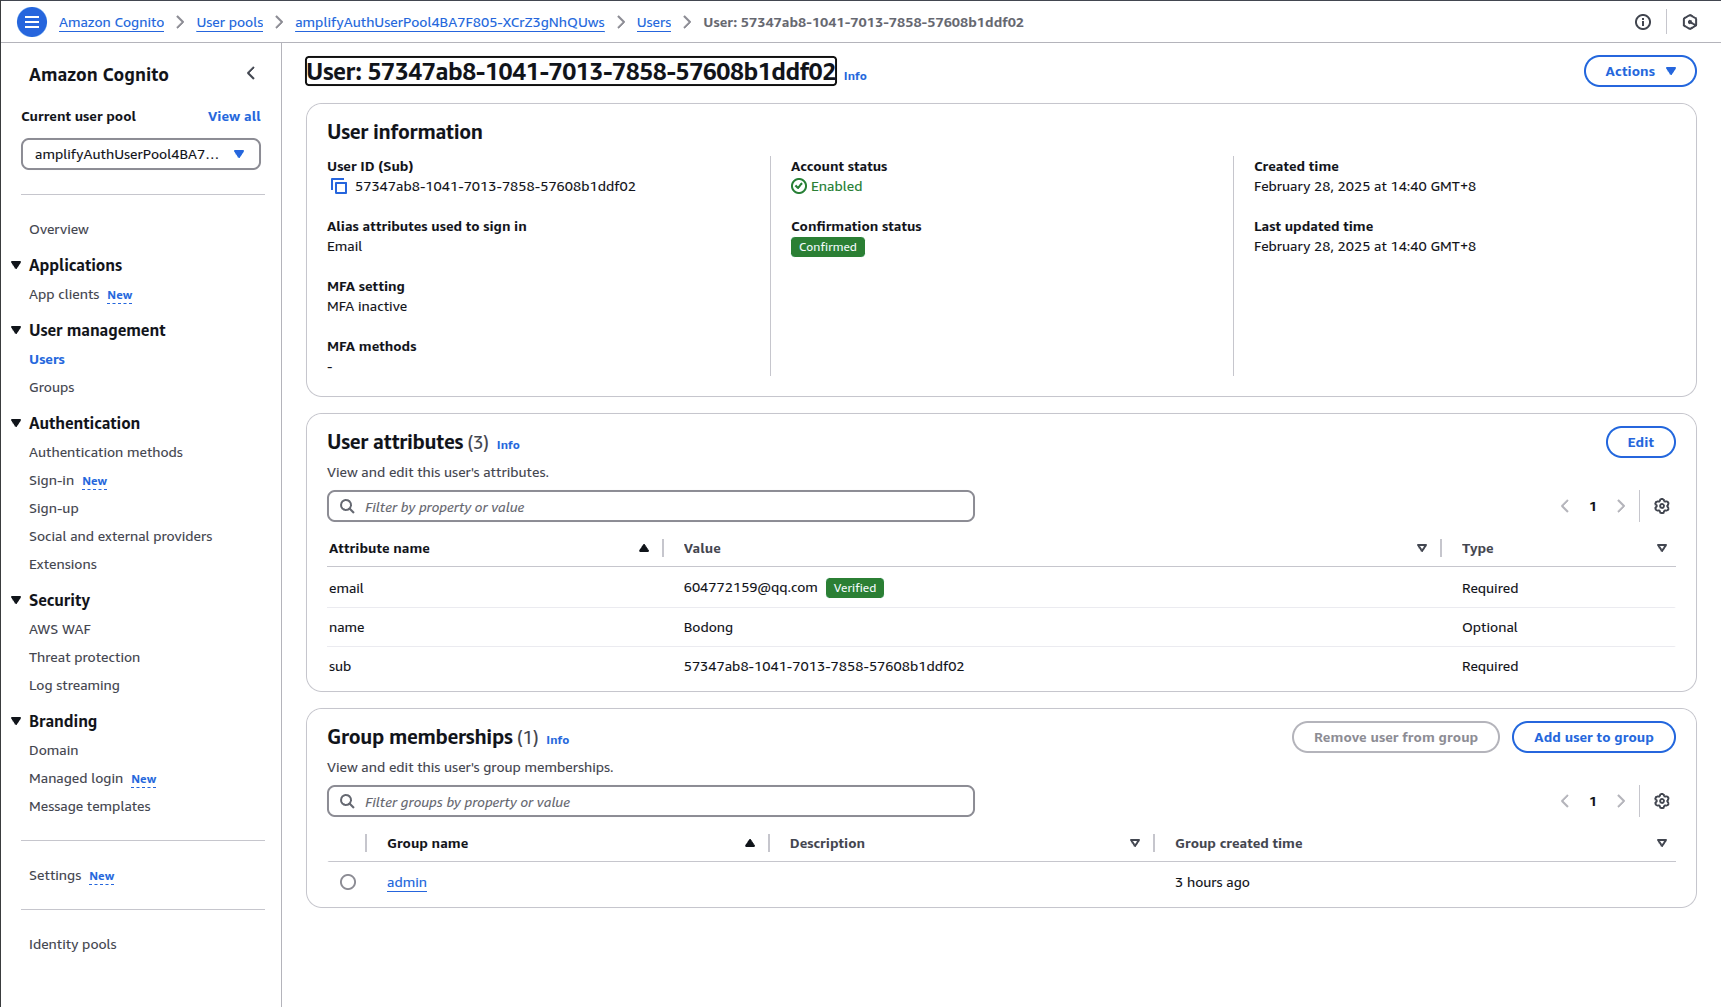 Amazon Cognito > User pools > amplifyAuthUserPool4BA7F805-XCrZ3gNhQUws > Users > User: 57347ab8-1041-7013-7858-57608b1ddf02
Amazon Cognito
Current user pool View all
amplifyAuthUserPool4BA7...
Overview
Applications
App clients New
User management
Users
Groups
Authentication
Authentication methods
Sign-in New
Sign-up
Social and external providers
Extensions
Security
AWS WAF
Threat protection
Log streaming
Branding
Domain
Managed login New
Message templates
Settings New
Identity pools
User: 57347ab8-1041-7013-7858-57608b1ddf02 Info
Actions
User information
User ID (Sub)
57347ab8-1041-7013-7858-57608b1ddf02
Alias attributes used to sign in
Email
MFA setting
MFA inactive
MFA methods
-
Account status
Enabled
Confirmation status
Confirmed
Created time
February 28, 2025 at 14:40 GMT+8
Last updated time
February 28, 2025 at 14:40 GMT+8
User attributes (3) Info
Edit
View and edit this user's attributes.
Filter by property or value
1
Attribute name Value Type
email 604772159@qq.com Verified Required
name Bodong Optional
sub 57347ab8-1041-7013-7858-57608b1ddf02 Required
Group memberships (1) Info
Remove user from group Add user to group
View and edit this user's group memberships.
Filter groups by property or value
1
Group name Description Group created time
admin 3 hours ago